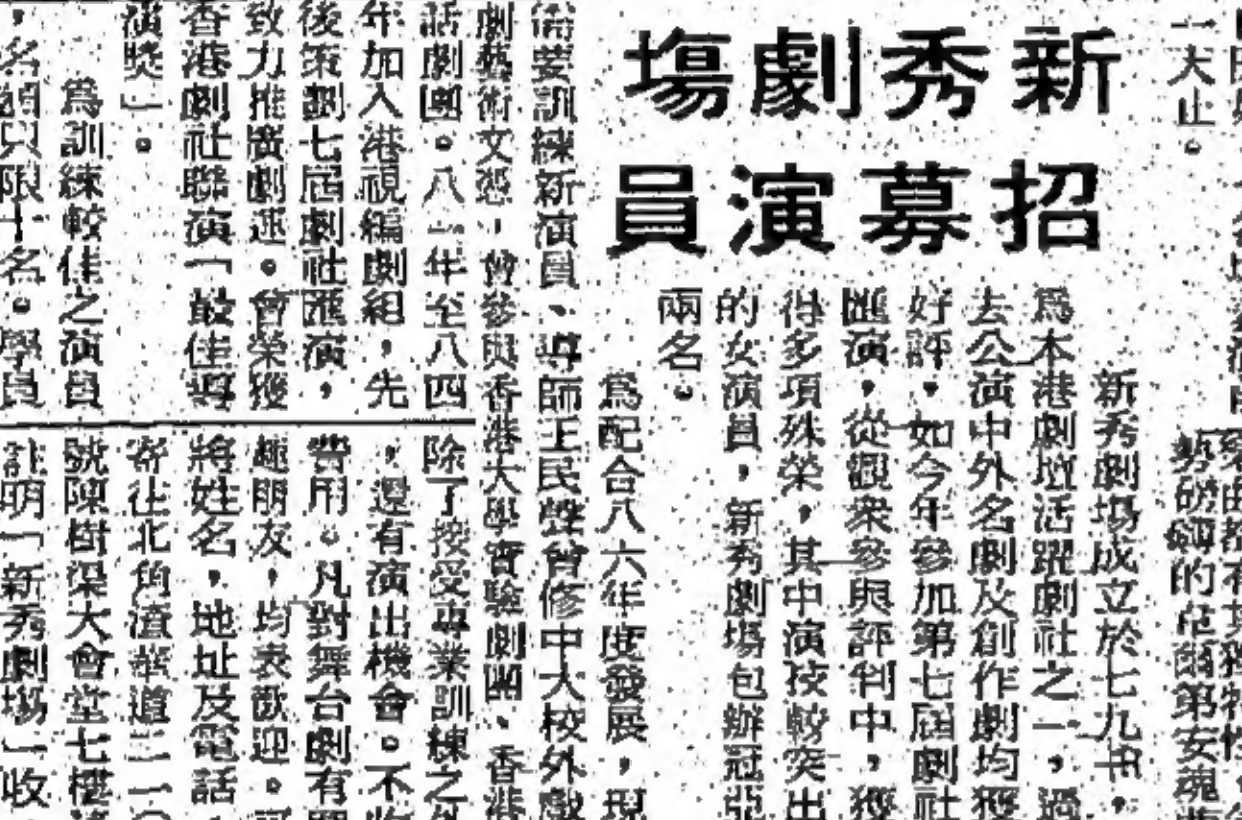 新秀劇場
招募演員
新秀劇場成立於七九年，
爲本港劇壇活躍劇社之一，過
去公演中外名劇及創作劇均獲
好評，如今年參加第七屆劇社
匯演，從觀衆參與評判中，獲
得多項殊榮，其中演技較突出
的女演員，新秀劇場包辦冠亞
兩名。
爲配合八六年度發展，現
需要訓練新演員、導師王民聲曾修中大校外戲
劇藝術文憑，曾參與香港大學實驗劇團、香港
話劇團。八一年至八四
年加入港視編劇組，先
後策劃七屆劇社匯演，
致力推廣劇運。曾榮獲
香港劇社聯演「最佳導
演獎」。
爲訓練較佳之演員
，名額只限十名。學員
除了接受專業訓練之外
，還有演出機會。不收
費用。凡對舞台劇有興
趣朋友，均表歡迎。可
將姓名，地址及電話
寄往北角渣華道二一〇
號陳樹渠大會堂七樓
註明「新秀劇場」收
一大止。